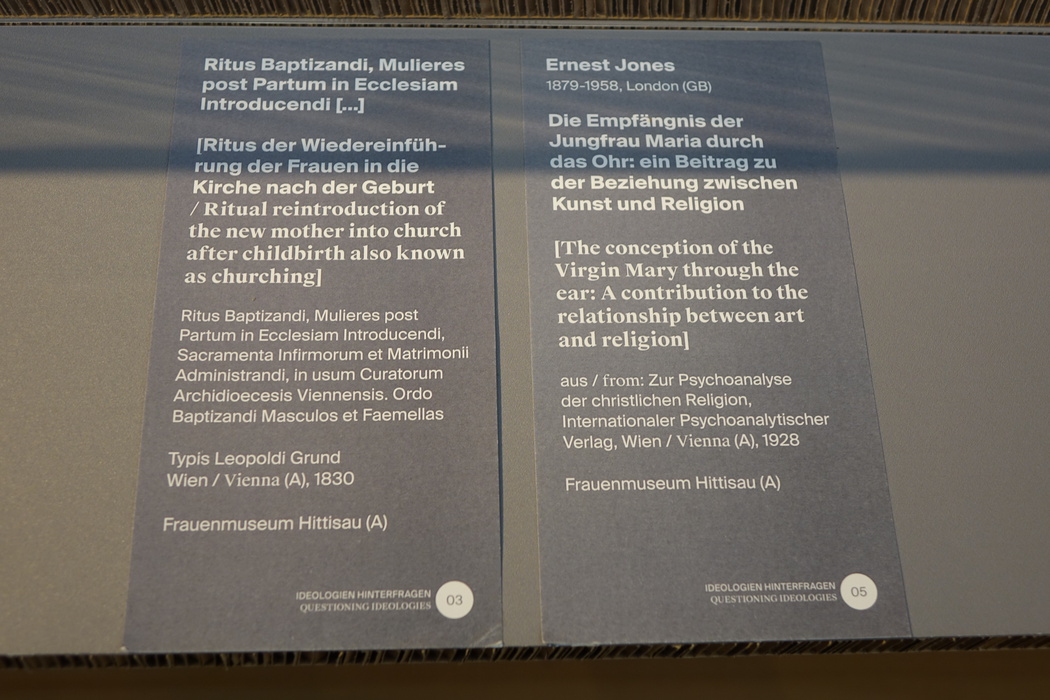 Ritus Baptizandi, Mulieres
post Partum in Ecclesiam
Introducendi [...]
[Ritus der Wiedereinfüh-
rung der Frauen in die
Kirche nach der Geburt
/ Ritual reintroduction of
the new mother into church
after childbirth also known
as churching]
Ritus Baptizandi, Mulieres post
Partum in Ecclesiam Introducendi,
Sacramenta Infirmorum et Matrimonii
Administrandi, in usum Curatorum
Archidioecesis Viennensis. Ordo
Baptizandi Masculos et Faemellas
Typis Leopoldi Grund
Wien / Vienna (A), 1830
Frauenmuseum Hittisau (A)
IDEOLOGIEN HINTERFRAGEN
QUESTIONING IDEOLOGIES
03
Ernest Jones
1879-1958, London (GB)
Die Empfängnis der
Jungfrau Maria durch
das Ohr: ein Beitrag zu
der Beziehung zwischen
Kunst und Religion
[The conception of the
Virgin Mary through the
ear: A contribution to the
relationship between art
and religion]
aus / from: Zur Psychoanalyse
der christlichen Religion,
Internationaler Psychoanalytischer
Verlag, Wien / Vienna (A), 1928
Frauenmuseum Hittisau (A)
IDEOLOGIEN HINTERFRAGEN
QUESTIONING IDEOLOGIES
05